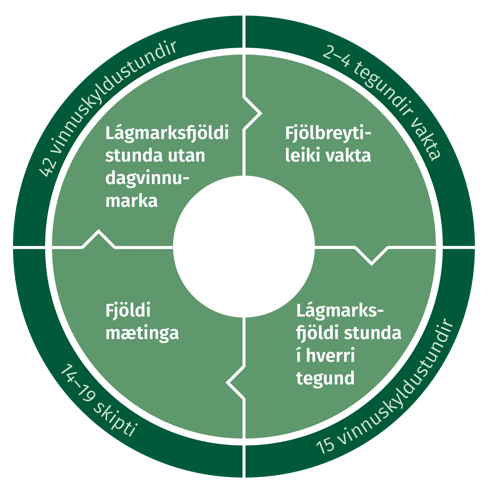 42 vinnuskyldustundir
2–4 tegundir vakta
Lágmarksfjöldi
stunda utan
dagvinnu-
marka
Fjölbreyti-
leiki vakta
Fjöldi
mætinga
Lágmarks-
fjöldi stunda
í hverri
tegund
14–19 skipti
15 vinnuskyldustundir